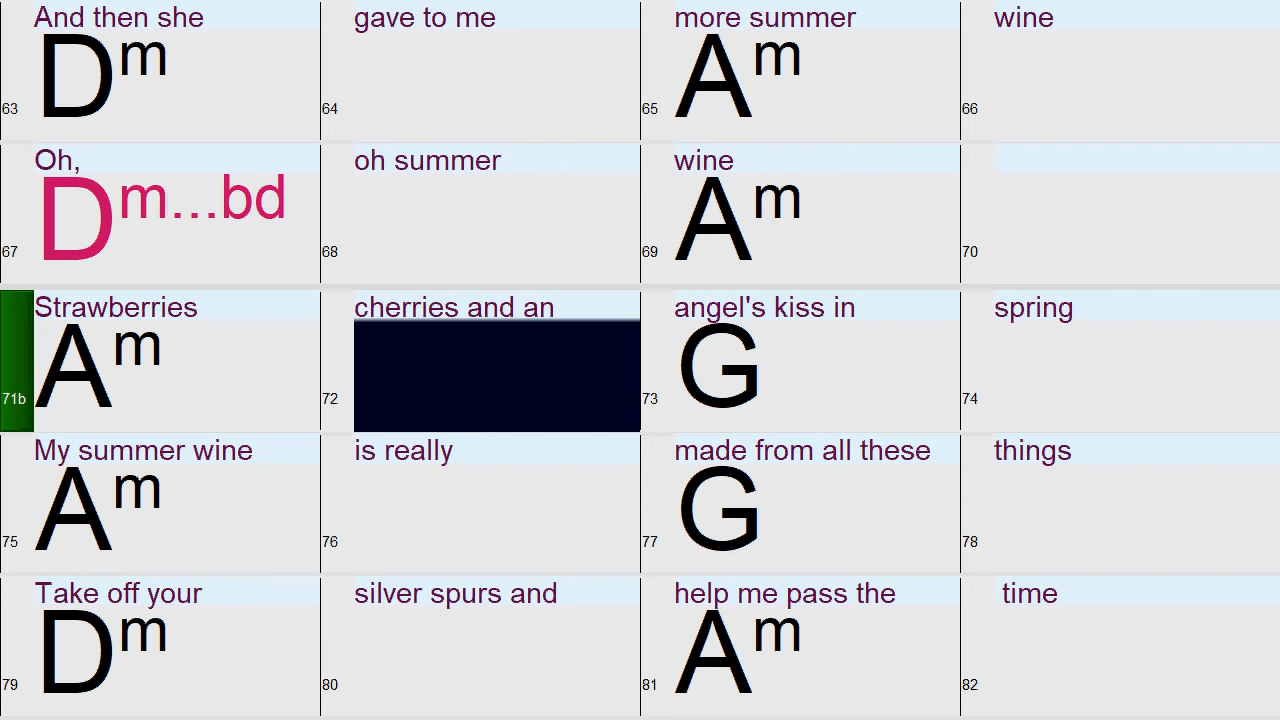 And then she gave to me more summer wine
63 Dm 64 65 Am 66
Oh, oh summer wine
67 Dm...bd 68 69 Am 70
Strawberries cherries and an angel's kiss in spring
71b Am 72 73 G 74
My summer wine is really made from all these things
75 Am 76 77 G 78
Take off your silver spurs and help me pass the time
79 Dm 80 81 Am 82